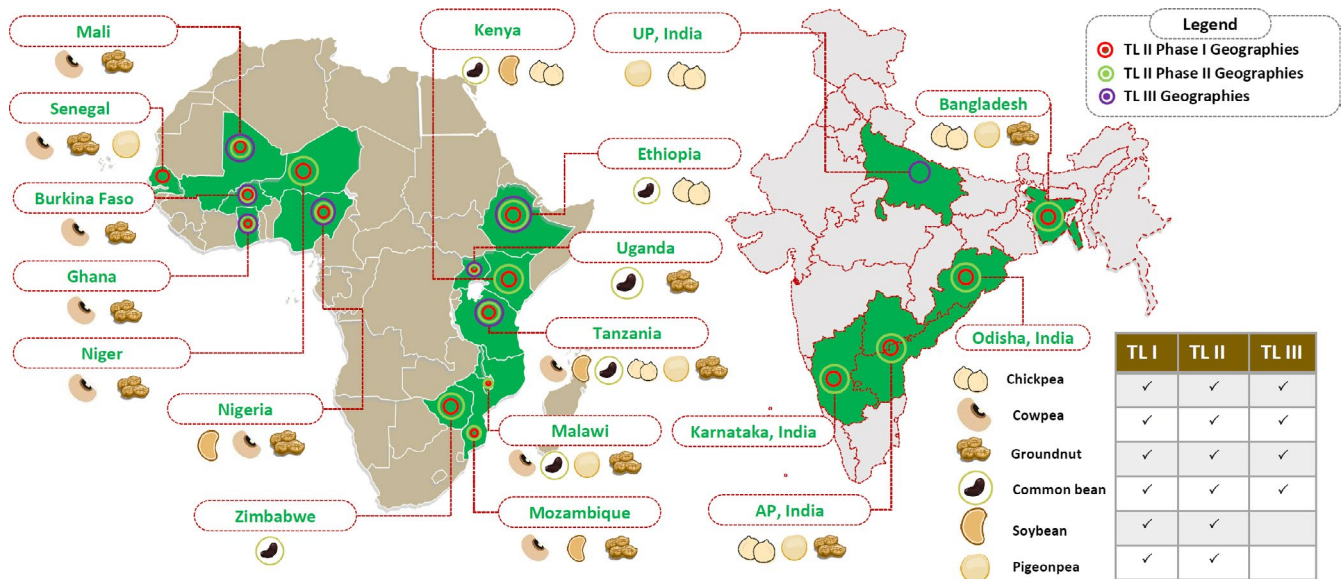 Mali
Kenya
UP, India
Legend
TL II Phase I Geographies
TL II Phase II Geographies
TL III Geographies
Senegal
Bangladesh
Ethiopia
Burkina Faso
Uganda
Ghana
Tanzania
Niger
Odisha, India
Nigeria
Malawi
Karnataka, India
Zimbabwe
Mozambique
AP, India
Chickpea
Cowpea
Groundnut
Common bean
Soybean
Pigeonpea
TL I TL II TL III
✓ ✓ ✓
✓ ✓ ✓
✓ ✓ ✓
✓ ✓ ✓
✓ ✓
✓ ✓